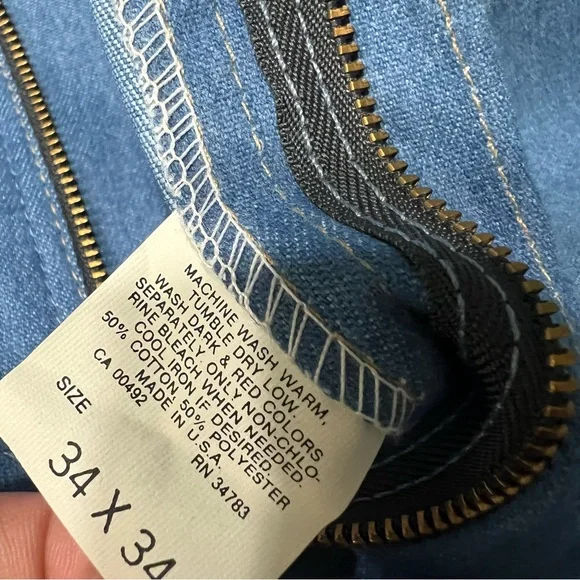 MACHINE WASH WARM,
TUMBLE DRY LOW.
WASH DARK & RED COLORS
SEPARATELY ONLY NON-CHLO-
RINE BLEACH WHEN NEEDED.
COOL IRON IF DESIRED.
50% COTTON 50% POLYESTER
MADE IN U.S.A.
CA 00492 RN 34783
SIZE
34 X 34